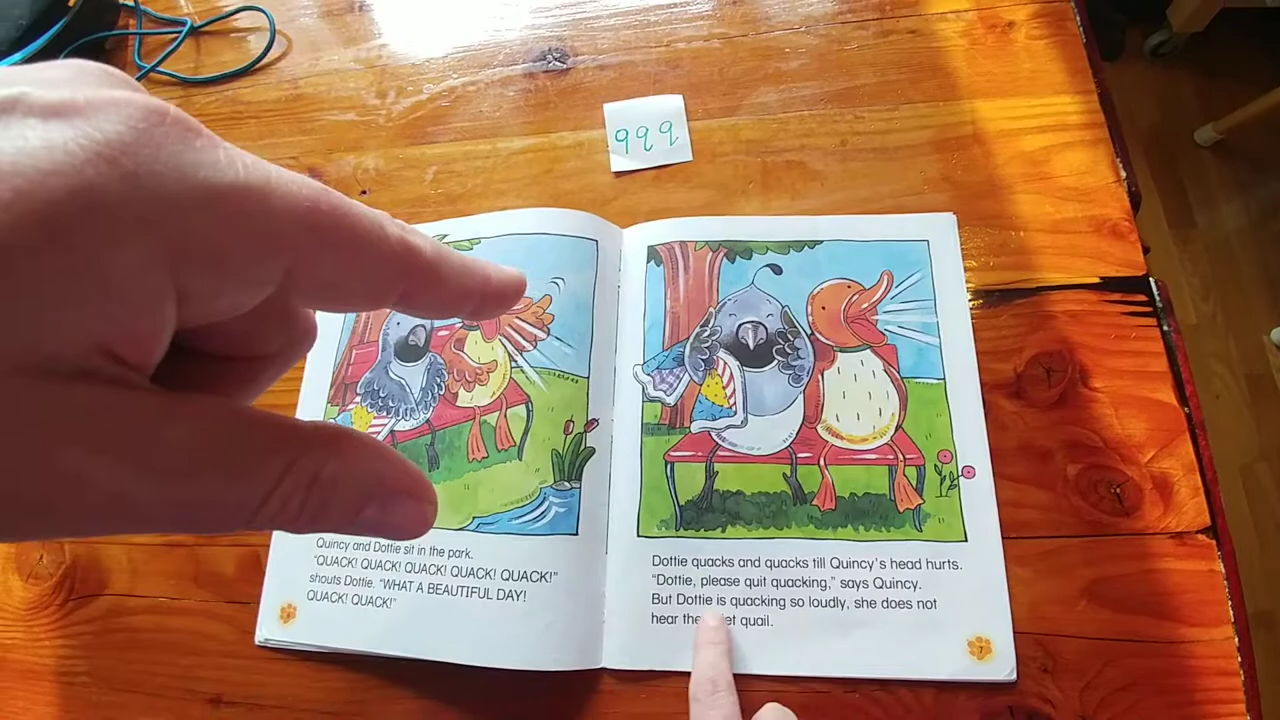 999
Quincy and Dottie sit in the park.
"QUACK! QUACK! QUACK! QUACK! QUACK!"
shouts Dottie. "WHAT A BEAUTIFUL DAY!
QUACK! QUACK!"
6
Dottie quacks and quacks till Quincy's head hurts.
"Dottie, please quit quacking," says Quincy.
But Dottie is quacking so loudly, she does not
hear the quail.
7